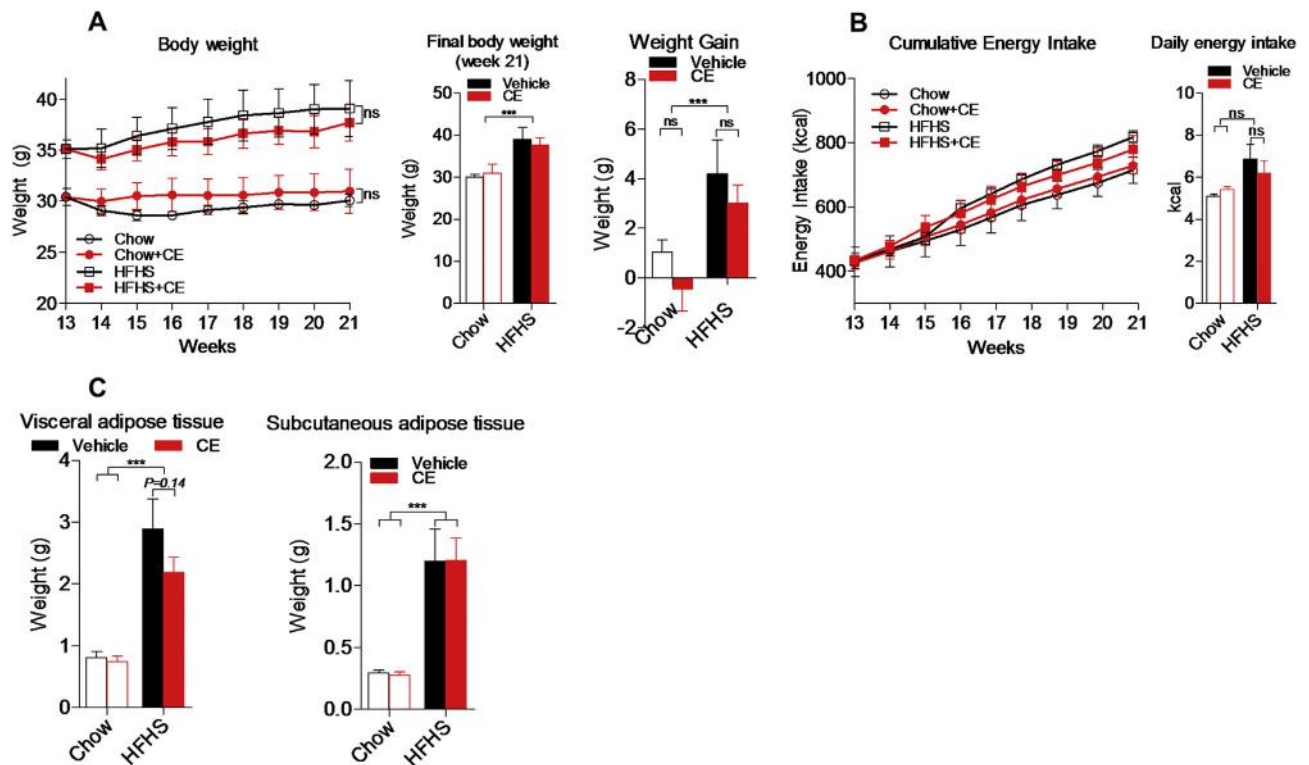 A
Body weight
Weight (g)
40
35
30
25
20
ns
ns
Chow
Chow+CE
HFHS
HFHS+CE
13 14 15 16 17 18 19 20 21
Weeks
Final body weight
(week 21)
Vehicle
CE
Weight (g)
50
40
30
20
10
0
***
Chow
HFHS
Weight Gain
Vehicle
CE
Weight (g)
8
6
4
2
0
-2
***
ns
ns
Chow
HFHS
B
Cumulative Energy Intake
Energy Intake (kcal)
1000
800
600
400
Chow
Chow+CE
HFHS
HFHS+CE
13 14 15 16 17 18 19 20 21
Weeks
Daily energy intake
Vehicle
CE
kcal
10
8
6
4
2
0
ns
ns
Chow
HFHS
C
Visceral adipose tissue
Vehicle CE
Weight (g)
4
3
2
1
0
***
P=0.14
Chow
HFHS
Subcutaneous adipose tissue
Vehicle
CE
Weight (g)
2.0
1.5
1.0
0.5
0.0
***
Chow
HFHS